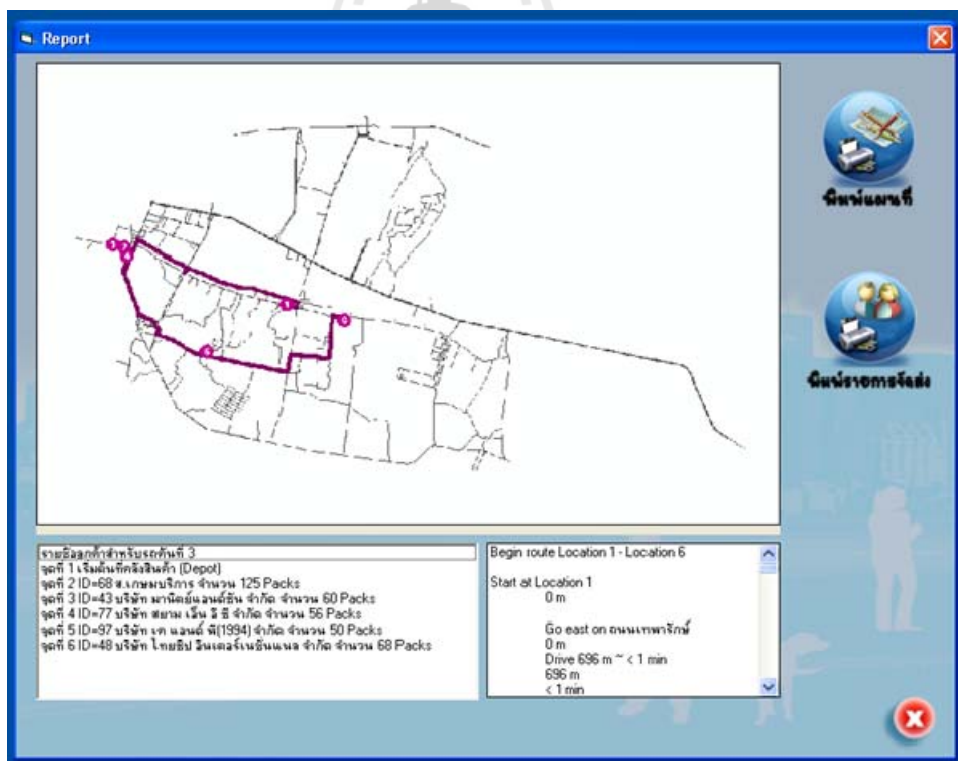 Report
พิมพ์แผนที่
พิมพ์รายการจัดส่ง
รายชื่อลูกค้าสำหรับรถคันที่ 3
จุดที่ 1 เริ่มต้นที่คลังสินค้า (Depot)
จุดที่ 2 ID=68 ส.เกษมบริการ จำนวน 125 Packs
จุดที่ 3 ID=43 บริษัท มานิตย์แอนด์ซัน จำกัด จำนวน 60 Packs
จุดที่ 4 ID=77 บริษัท สยาม เอ็น จี ซี จำกัด จำนวน 56 Packs
จุดที่ 5 ID=97 บริษัท เค แอนด์ พี(1994) จำกัด จำนวน 50 Packs
จุดที่ 6 ID=48 บริษัท ไทยชิป อินเตอร์เนชั่นแนล จำกัด จำนวน 68 Packs
Begin route Location 1 - Location 6
Start at Location 1
0 m
Go east on ถนนเทพารักษ์
0 m
Drive 696 m ~ < 1 min
696 m
< 1 min